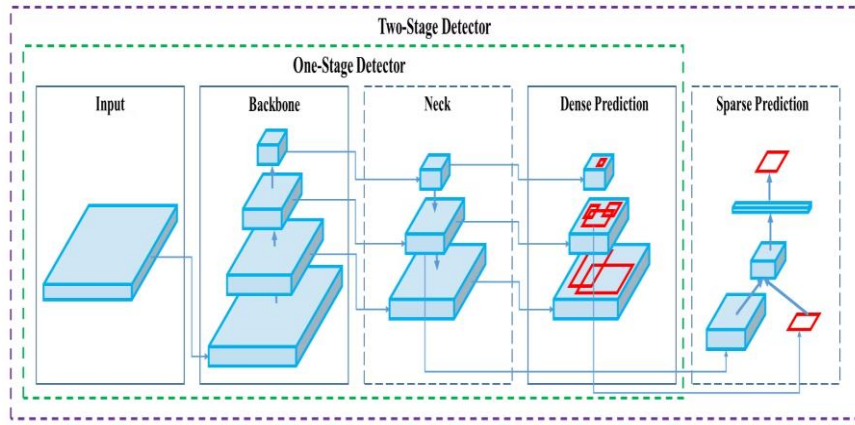 Two-Stage Detector
One-Stage Detector
Input
Backbone
Neck
Dense Prediction
Sparse Prediction